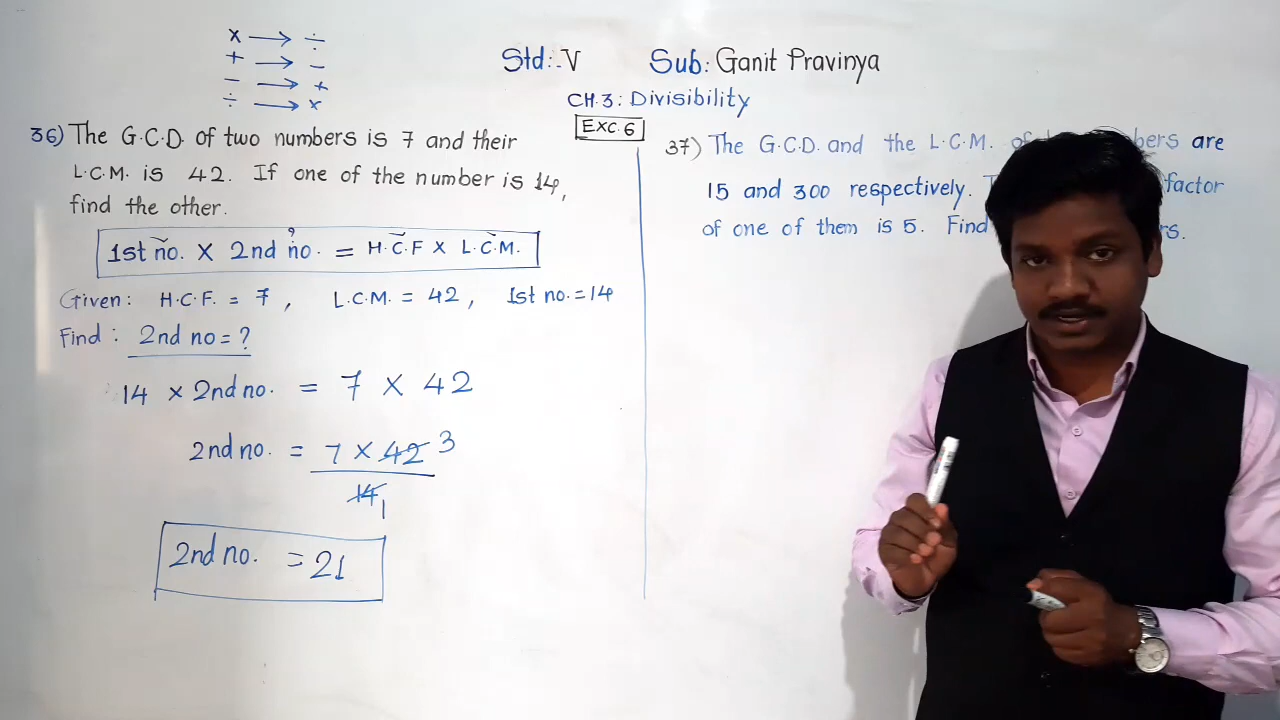 × → ÷
+ → −
− → +
÷ → ×
Std:- V Sub: Ganit Pravinya
CH.3: Divisibility
EXC.6
36) The G.C.D. of two numbers is 7 and their
L.C.M. is 42. If one of the number is 14,
find the other.
1st no. × 2nd no. = H.C.F × L.C.M.
?
Given: H.C.F. = 7, L.C.M. = 42, 1st no. = 14
Find: 2nd no = ?
14 × 2nd no. = 7 × 42
2nd no. = 7 × 42 3
14 1
2nd no. = 21
37) The G.C.D. and the L.C.M. are
15 and 300 respectively. factor
of one of them is 5. Find